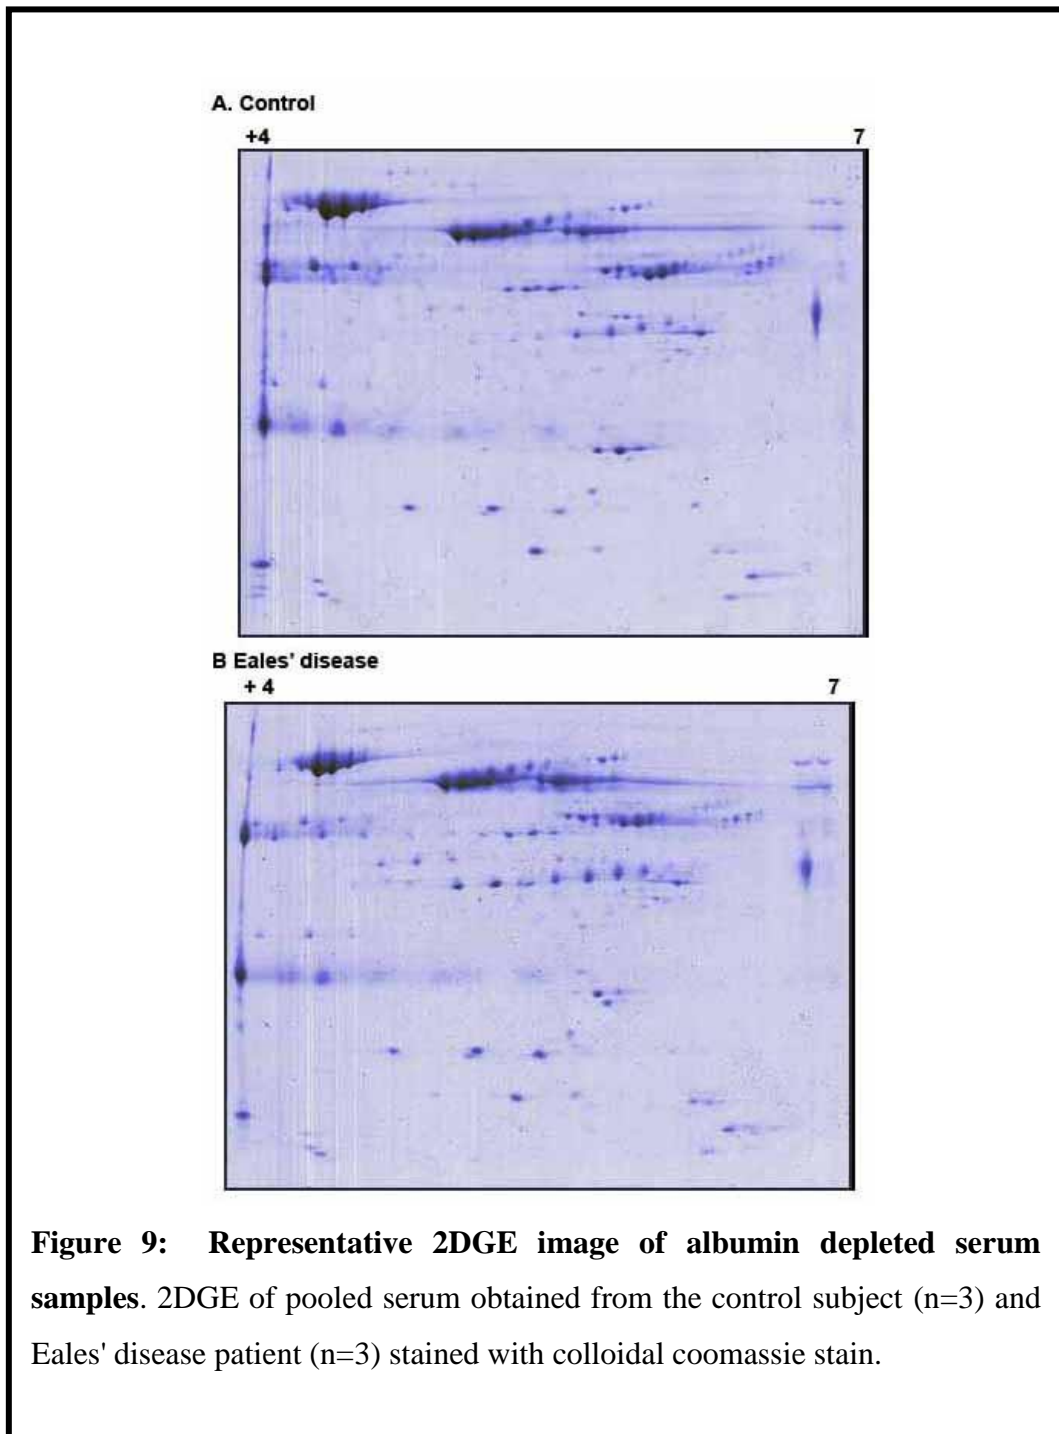 A. Control
+4 7
B Eales' disease
+ 4 7
Figure 9: Representative 2DGE image of albumin depleted serum
samples. 2DGE of pooled serum obtained from the control subject (n=3) and
Eales' disease patient (n=3) stained with colloidal coomassie stain.